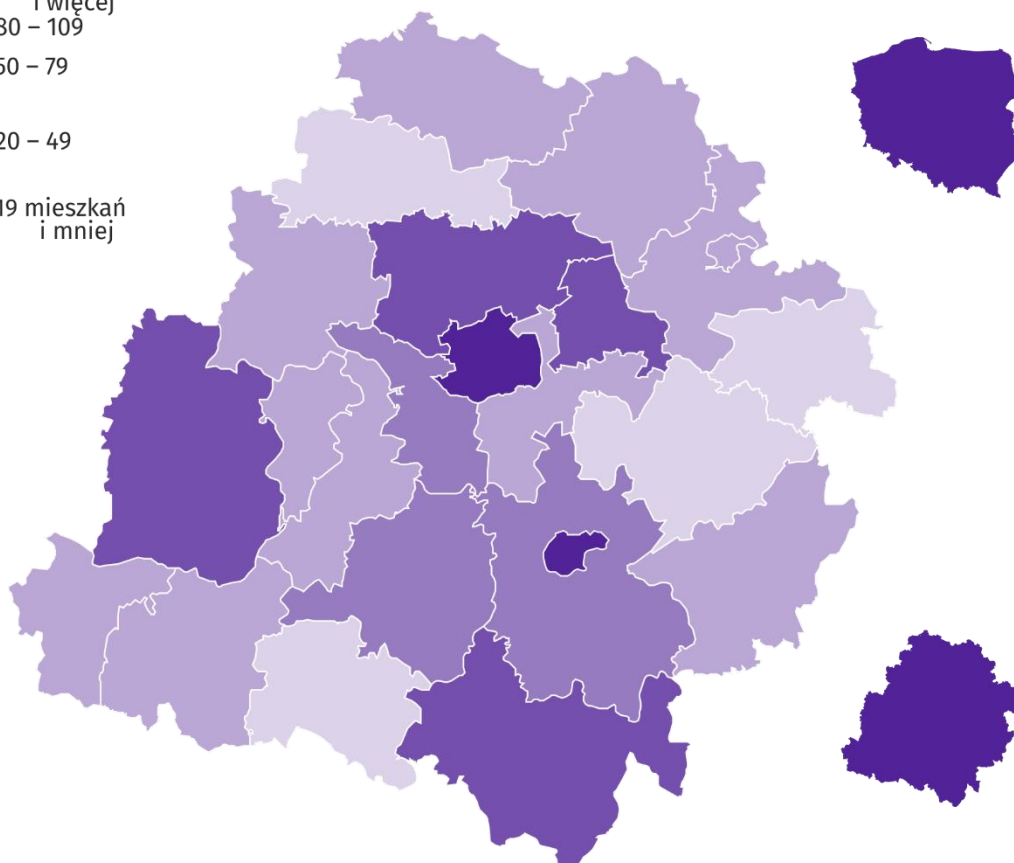 i więcej
80 – 109
50 – 79
20 – 49
19 mieszkań
i mniej